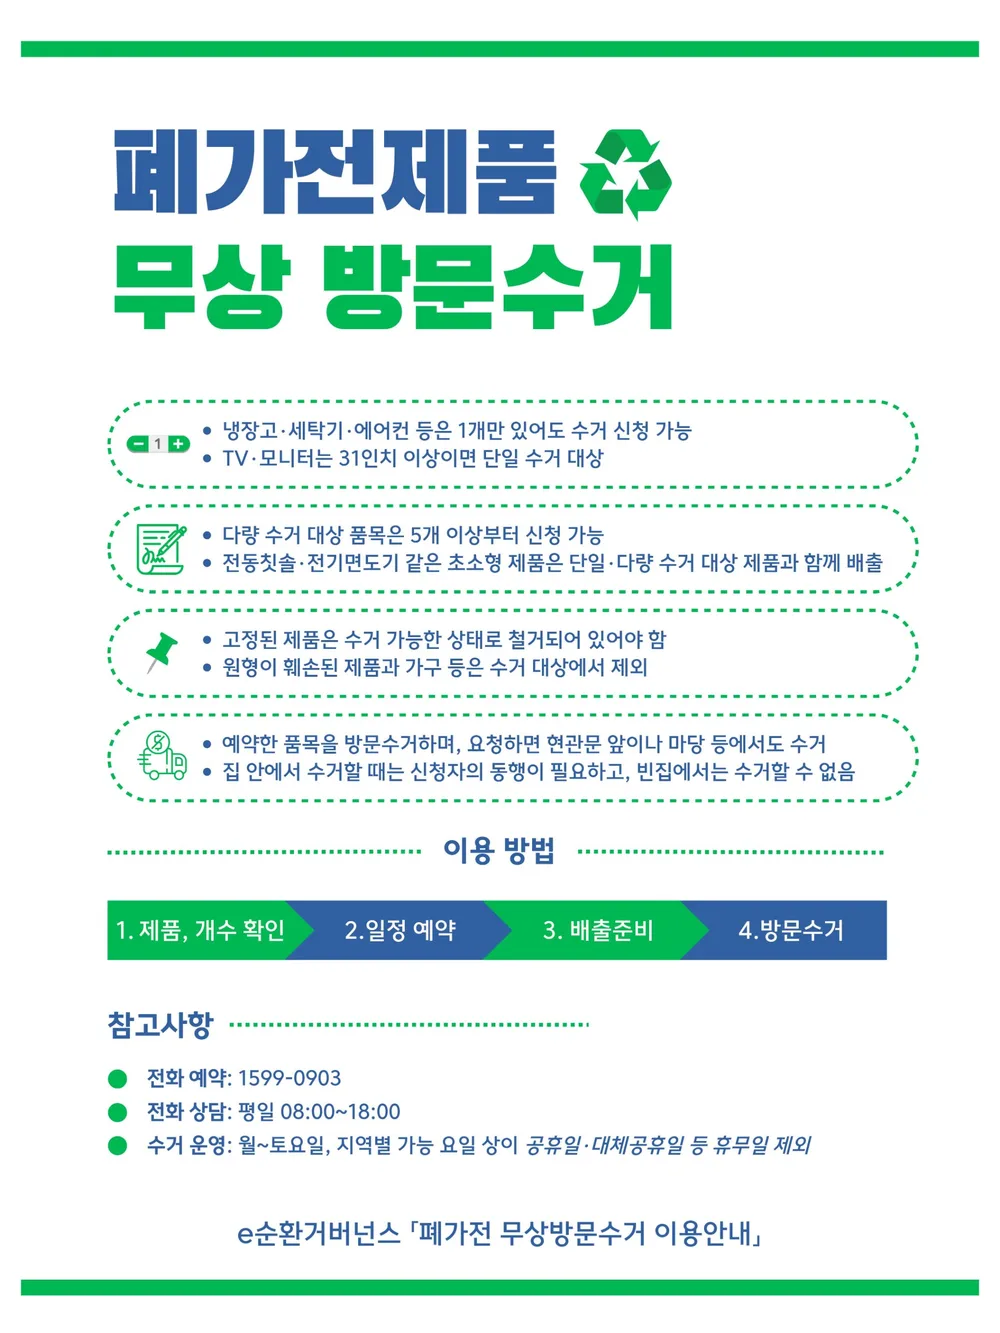 폐가전제품
무상 방문수거
- 1 +
• 냉장고·세탁기·에어컨 등은 1개만 있어도 수거 신청 가능
• TV·모니터는 31인치 이상이면 단일 수거 대상
• 다량 수거 대상 품목은 5개 이상부터 신청 가능
• 전동칫솔·전기면도기 같은 초소형 제품은 단일·다량 수거 대상 제품과 함께 배출
• 고정된 제품은 수거 가능한 상태로 철거되어 있어야 함
• 원형이 훼손된 제품과 가구 등은 수거 대상에서 제외
• 예약한 품목을 방문수거하며, 요청하면 현관문 앞이나 마당 등에서도 수거
• 집 안에서 수거할 때는 신청자의 동행이 필요하고, 빈집에서는 수거할 수 없음
이용 방법
1. 제품, 개수 확인
2.일정 예약
3. 배출준비
4.방문수거
참고사항
전화 예약: 1599-0903
전화 상담: 평일 08:00~18:00
수거 운영: 월~토요일, 지역별 가능 요일 상이 공휴일·대체공휴일 등 휴무일 제외
e순환거버넌스 「폐가전 무상방문수거 이용안내」